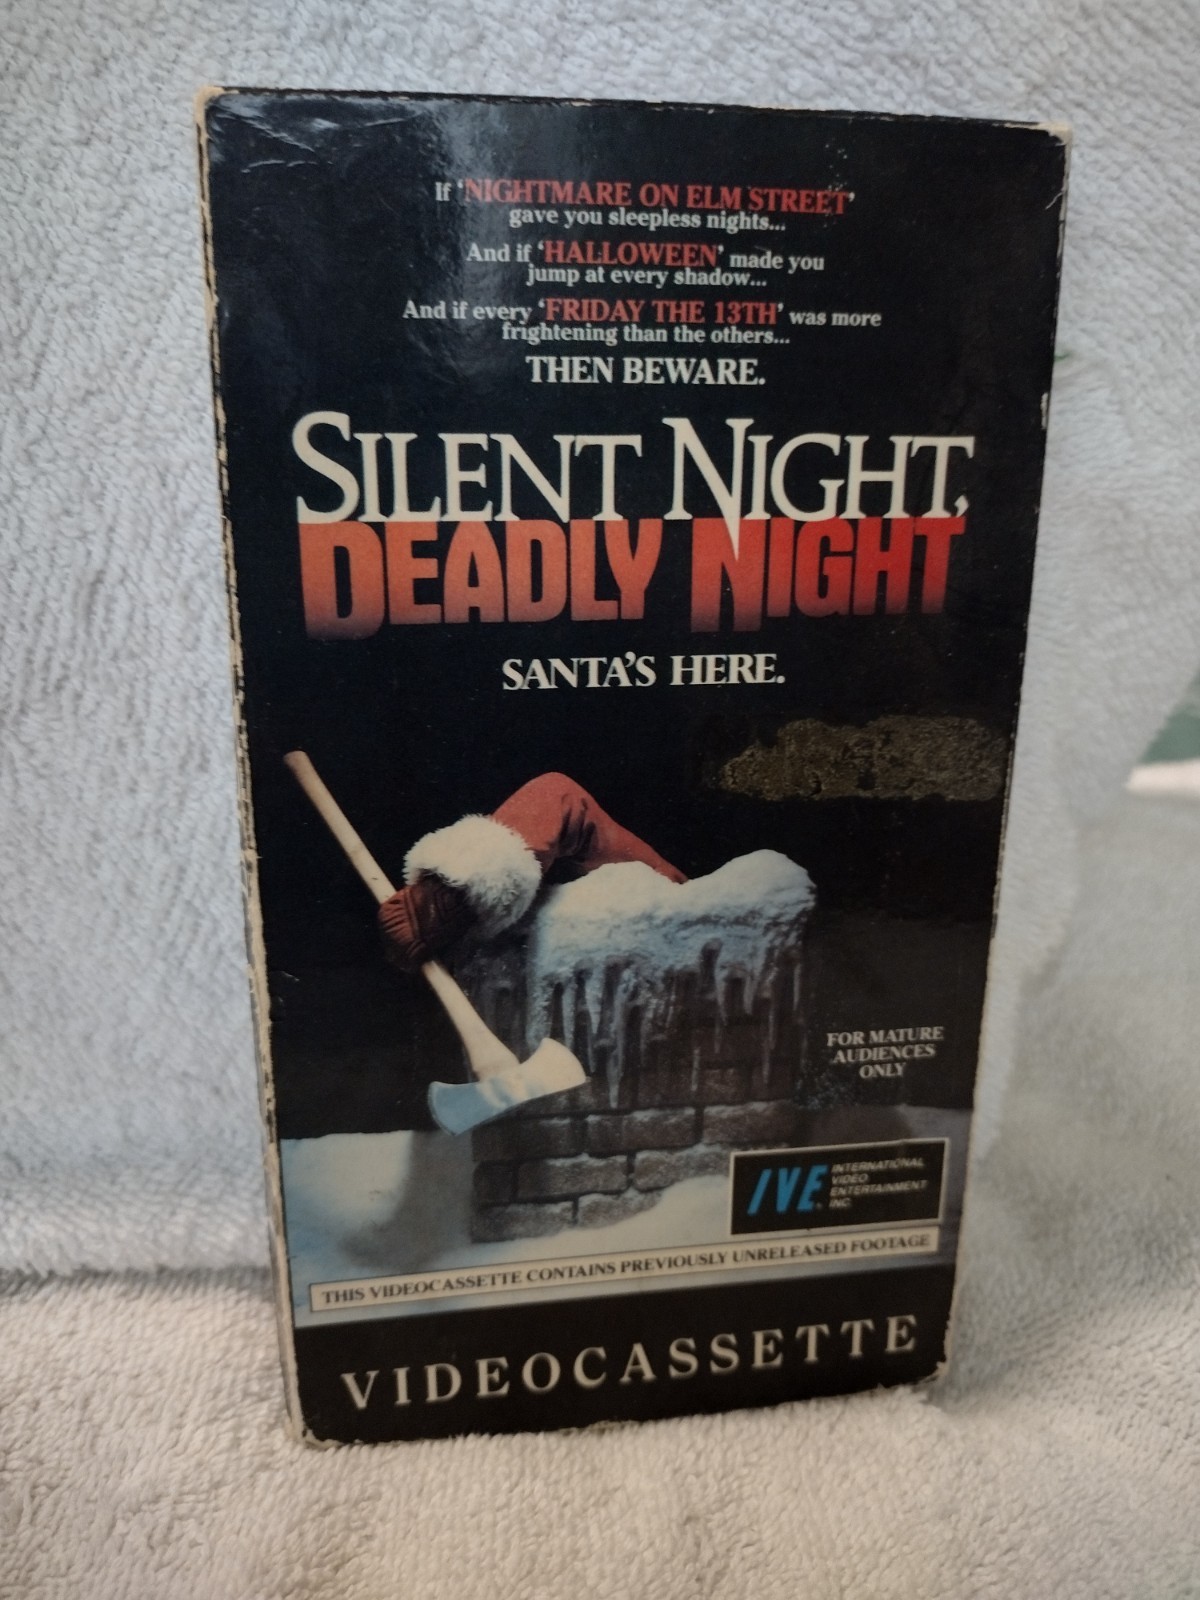 If 'NIGHTMARE ON ELM STREET'
gave you sleepless nights...
And if 'HALLOWEEN' made you
jump at every shadow...
And if every 'FRIDAY THE 13TH' was more
frightening than the others...
THEN BEWARE.
SILENT NIGHT,
DEADLY NIGHT
SANTA'S HERE.
FOR MATURE
AUDIENCES
ONLY
IVE
INTERNATIONAL
VIDEO
ENTERTAINMENT
INC.
THIS VIDEOCASSETTE CONTAINS PREVIOUSLY UNRELEASED FOOTAGE
VIDEOCASSETTE